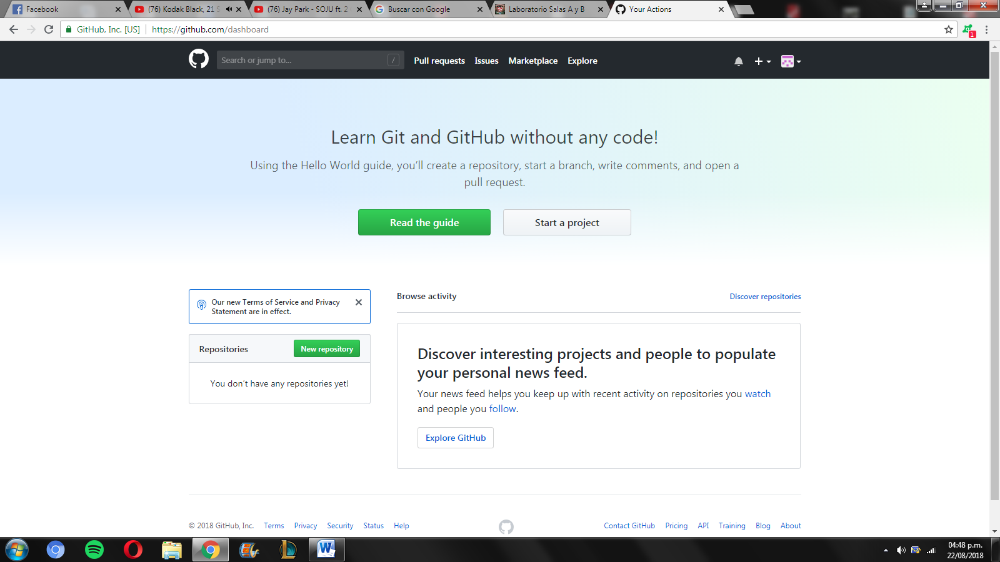 Facebook
(76) Kodak Black, 21 S
(76) Jay Park - SOJU ft. 2
Buscar con Google
Laboratorio Salas A y B
Your Actions
GitHub, Inc. [US]
https://github.com/dashboard
1
Search or jump to...
/
Pull requests
Issues
Marketplace
Explore
Learn Git and GitHub without any code!
Using the Hello World guide, you’ll create a repository, start a branch, write comments, and open a
pull request.
Read the guide
Start a project
Our new Terms of Service and Privacy
Statement are in effect.
Repositories
New repository
You don’t have any repositories yet!
Browse activity
Discover repositories
Discover interesting projects and people to populate
your personal news feed.
Your news feed helps you keep up with recent activity on repositories you watch
and people you follow.
Explore GitHub
© 2018 GitHub, Inc.
Terms
Privacy
Security
Status
Help
Contact GitHub
Pricing
API
Training
Blog
About
04:48 p.m.
22/08/2018